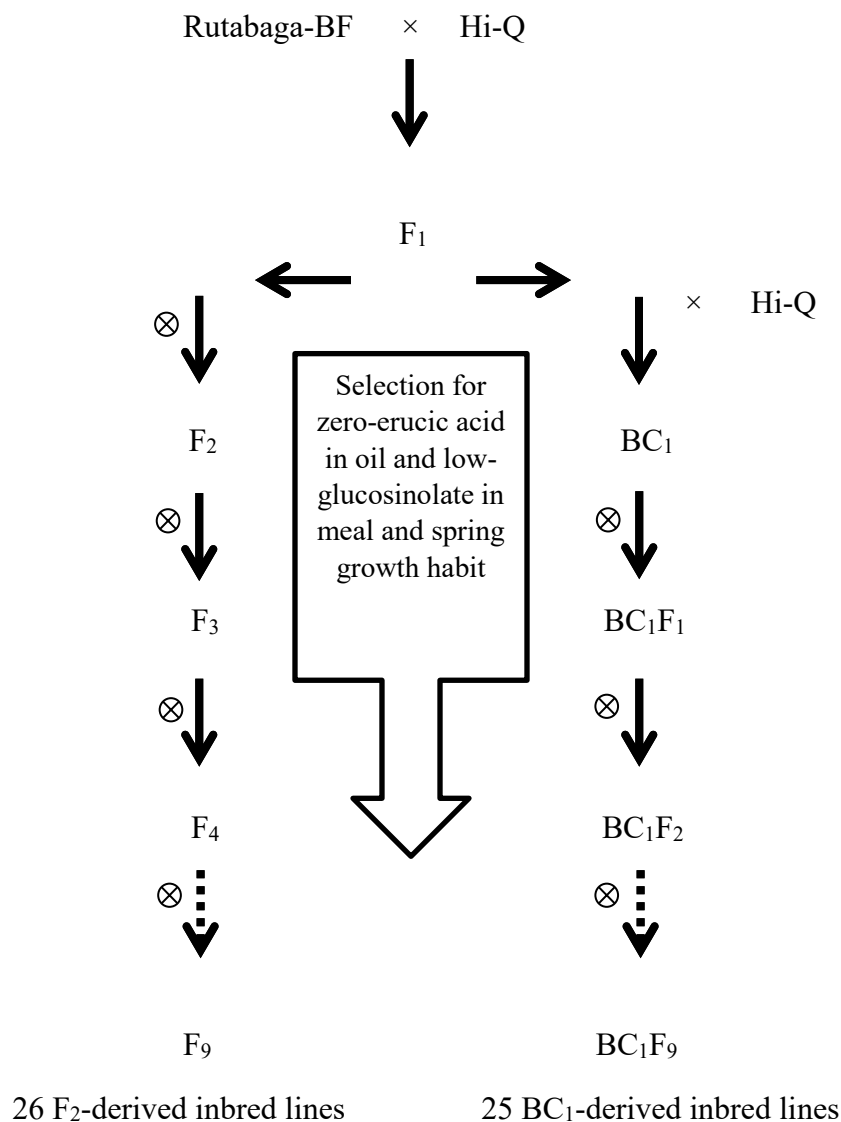 Rutabaga-BF × Hi-Q
F₁
⊗ × Hi-Q
Selection for
zero-erucic acid
in oil and low-
glucosinolate in
meal and spring
growth habit
F₂ BC₁
⊗ ⊗
F₃ BC₁F₁
⊗ ⊗
F₄ BC₁F₂
⊗ ⊗
F₉ BC₁F₉
26 F₂-derived inbred lines 25 BC₁-derived inbred lines